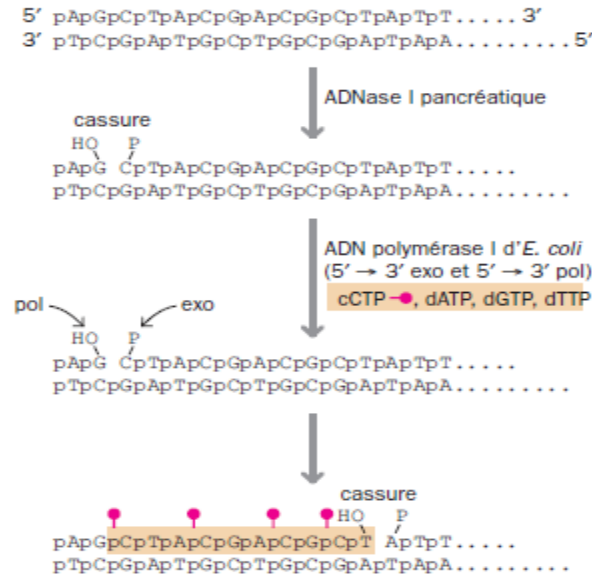 5′ pApGpCpTpApCpGpApCpGpCpTpApTpT.....3′
3′ pTpCpGpApTpGpCpTpGpCpGpApTpApA.........5′
ADNase I pancréatique
cassure
HO P
pApG CpTpApCpGpApCpGpCpTpApTpT.....
pTpCpGpApTpGpCpTpGpCpGpApTpApA.........
ADN polymérase I d'E. coli
(5′ → 3′ exo et 5′ → 3′ pol)
cCTP, dATP, dGTP, dTTP
pol exo
HO P
pApG CpTpApCpGpApCpGpCpTpApTpT.....
pTpCpGpApTpGpCpTpGpCpGpApTpApA.........
cassure
HO P
pApGpCpTpApCpGpApCpGpCpT ApTpT.....
pTpCpGpApTpGpCpTpGpCpGpApTpApA.........